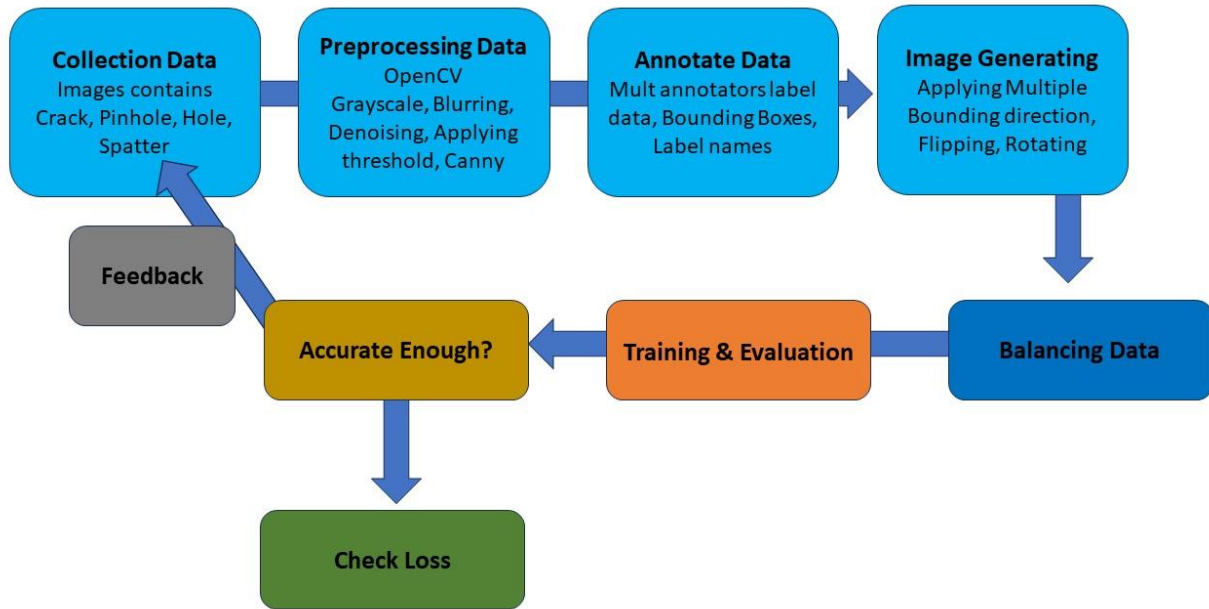 Collection Data
Images contains
Crack, Pinhole, Hole,
Spatter
Preprocessing Data
OpenCV
Grayscale, Blurring,
Denoising, Applying
threshold, Canny
Annotate Data
Mult annotators label
data, Bounding Boxes,
Label names
Image Generating
Applying Multiple
Bounding direction,
Flipping, Rotating
Feedback
Accurate Enough?
Training & Evaluation
Balancing Data
Check Loss